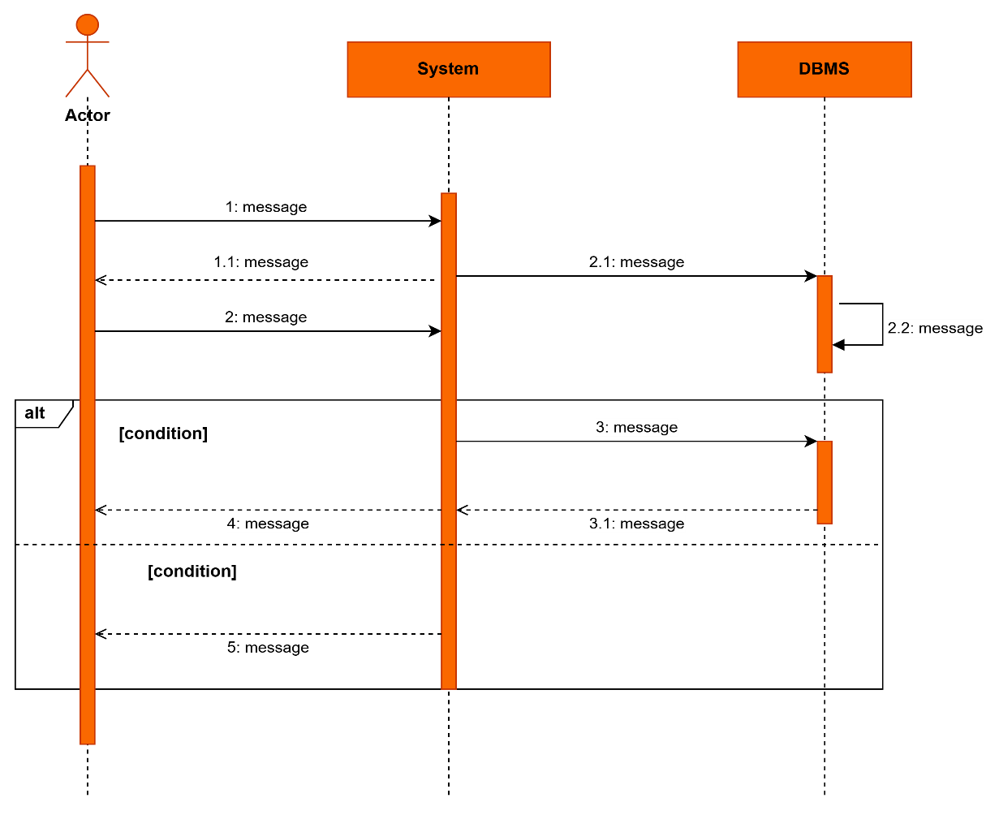 System
DBMS
Actor
1: message
1.1: message
2.1: message
2: message
2.2: message
alt
[condition]
3: message
4: message
3.1: message
[condition]
5: message